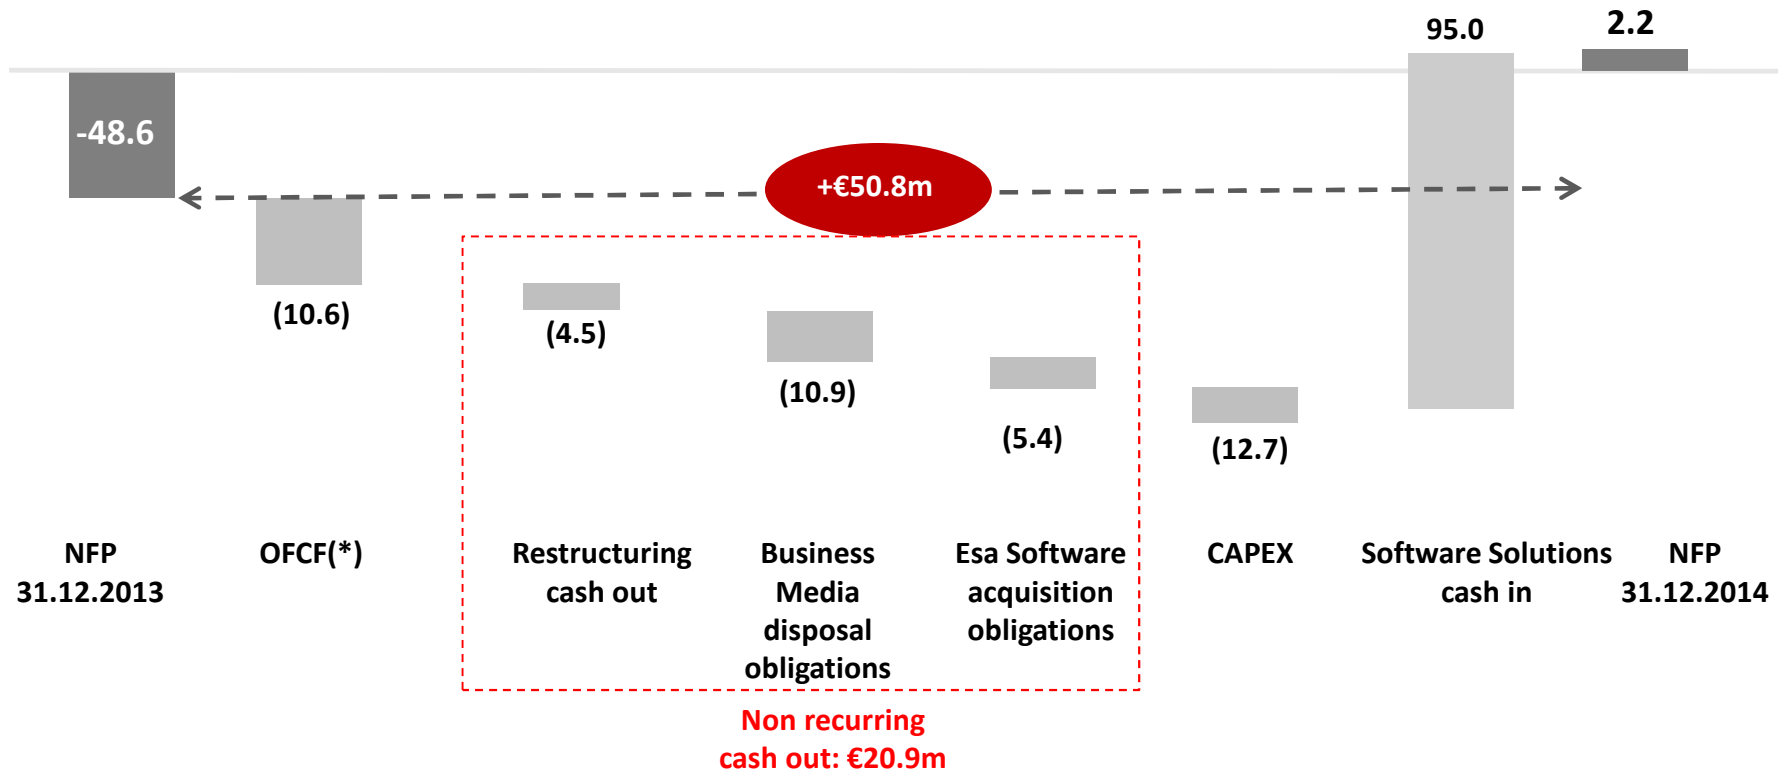 95.0
2.2
-48.6
+€50.8m
(10.6)
(4.5)
(10.9)
(5.4)
(12.7)
NFP
31.12.2013
OFCF(*)
Restructuring
cash out
Business
Media
disposal
obligations
Esa Software
acquisition
obligations
CAPEX
Software Solutions
cash in
NFP
31.12.2014
Non recurring
cash out: €20.9m